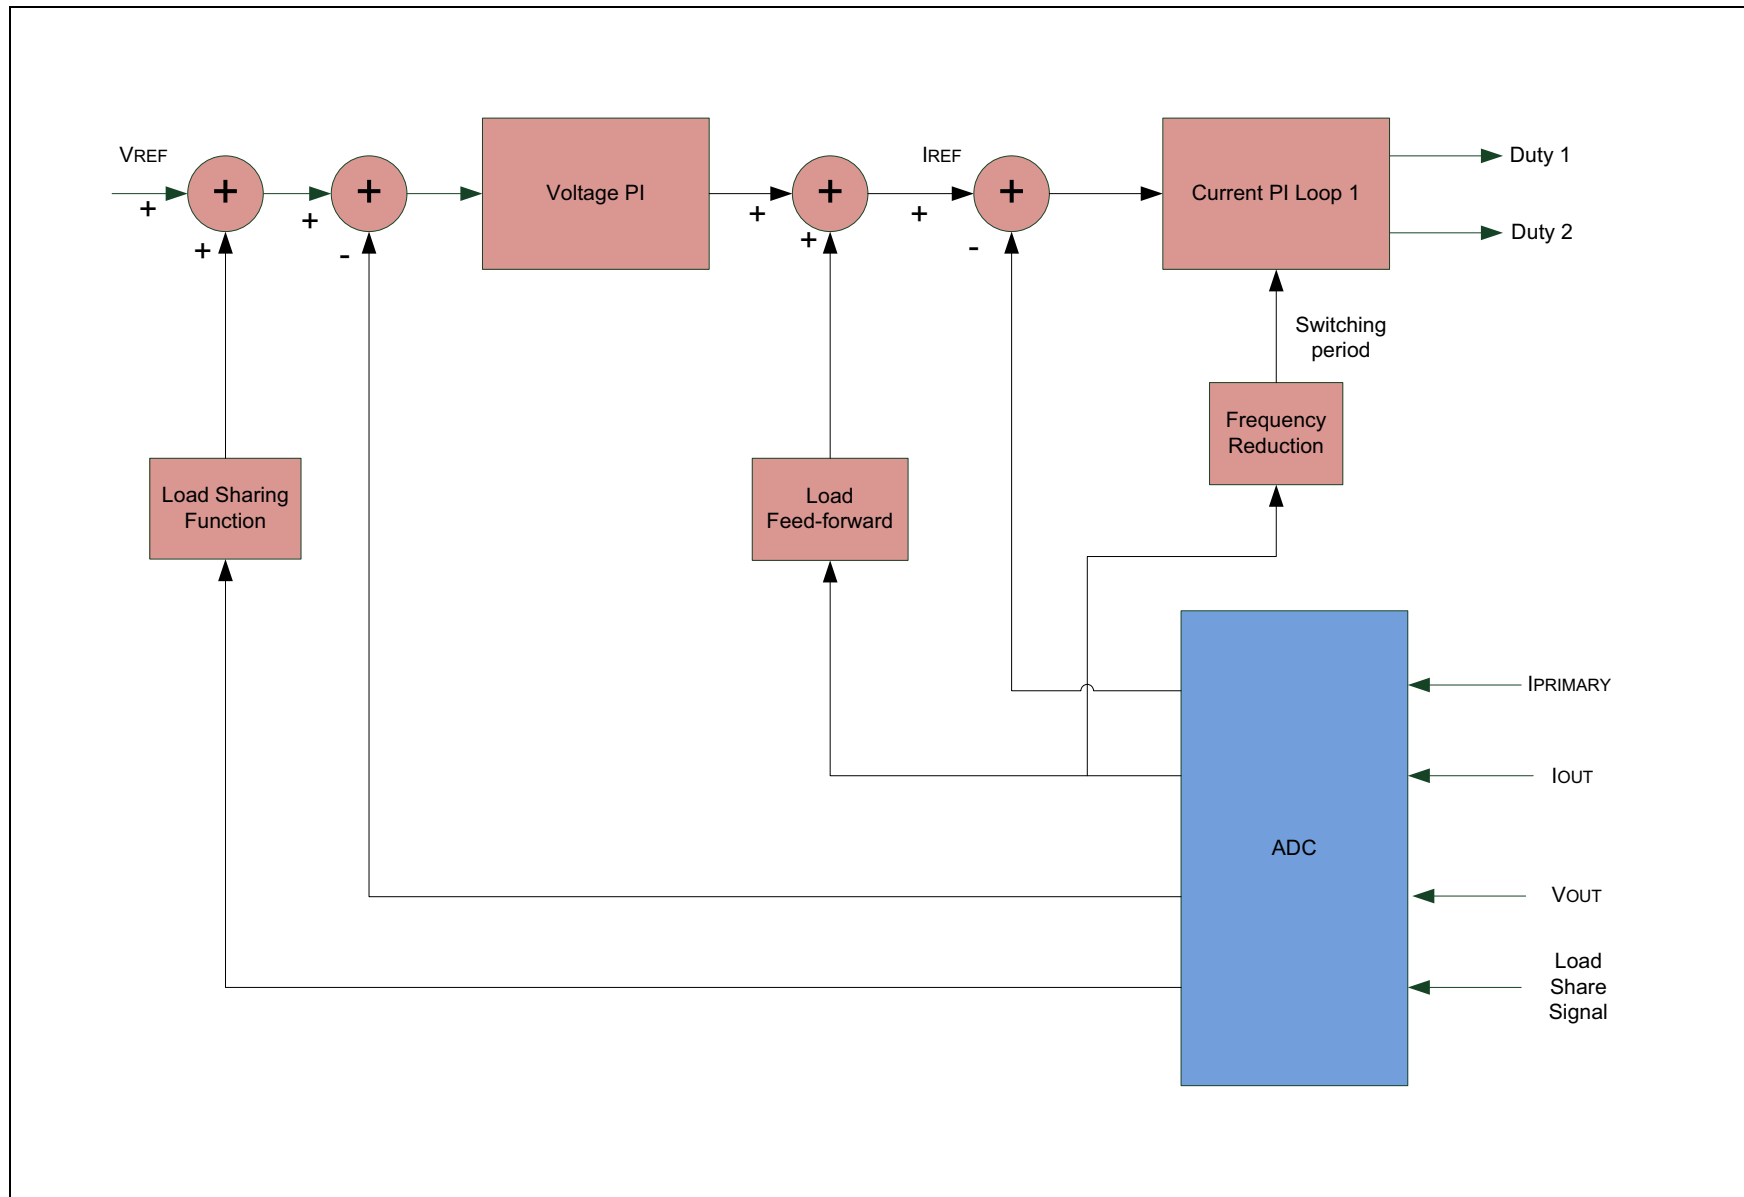 VREF
IREF
+
+
+
+
+
+
-
+
+
+
-
+
Voltage PI
Current PI Loop 1
Duty 1
Duty 2
Switching
period
Frequency
Reduction
Load Sharing
Function
Load
Feed-forward
ADC
IPRIMARY
IOUT
VOUT
Load
Share
Signal